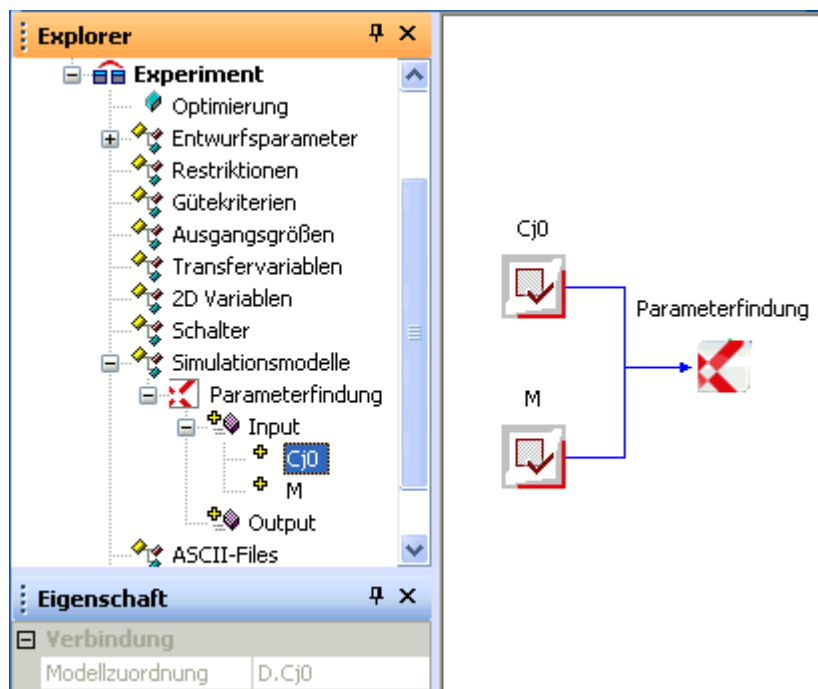 Explorer
Experiment
Optimierung
Entwurfsparameter
Restriktionen
Gütekriterien
Ausgangsgrößen
Transfervariablen
2D Variablen
Schalter
Simulationsmodelle
Parameterfindung
Input
Cj0
M
Output
ASCII-Files
Eigenschaft
Verbindung
Modellzuordnung D.Cj0
Cj0
Parameterfindung
M